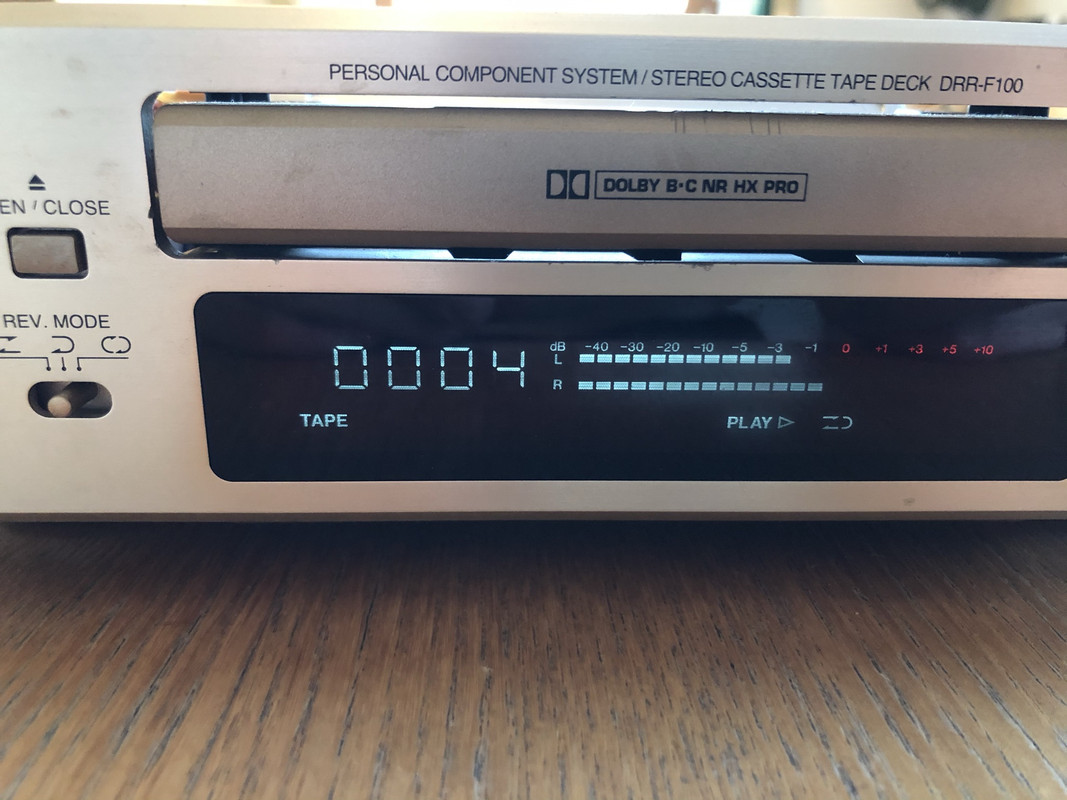 PERSONAL COMPONENT SYSTEM / STEREO CASSETTE TAPE DECK DRR-F100
DOLBY B·C NR HX PRO
EN / CLOSE
REV. MODE
0004
dB -40 -30 -20 -10 -5 -3 -1 0 +1 +3 +5 +10
L
R
TAPE PLAY